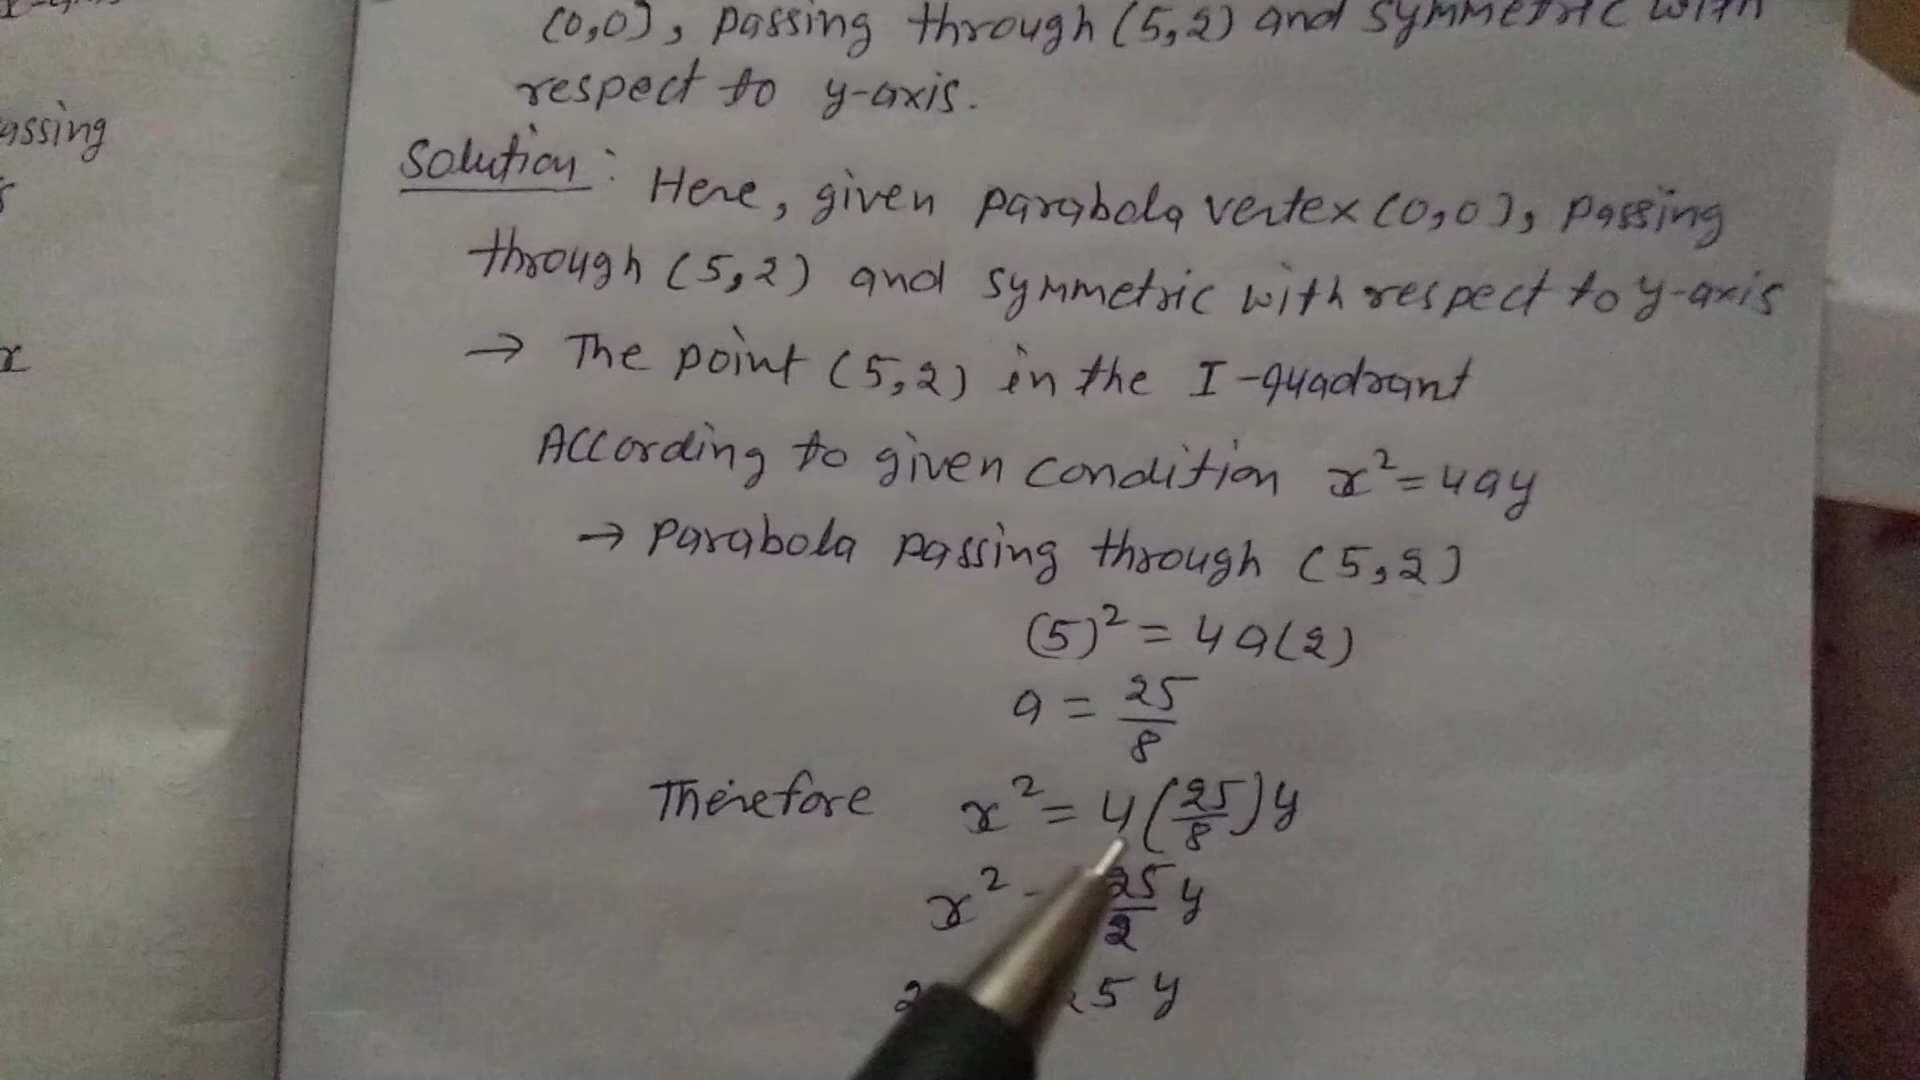 (0,0), passing through (5,2) and symmetric with
respect to y-axis.
assing
x
Solution: Here, given parabola vertex (0,0), passing
through (5,2) and symmetric with respect to y-axis
→ The point (5,2) in the I-quadrant
According to given condition x² = 4ay
→ parabola passing through (5,2)
(5)² = 4a(2)
a = 25/8
Therefore x² = 4(25/8)y
x² = 25/2 y
2 25y